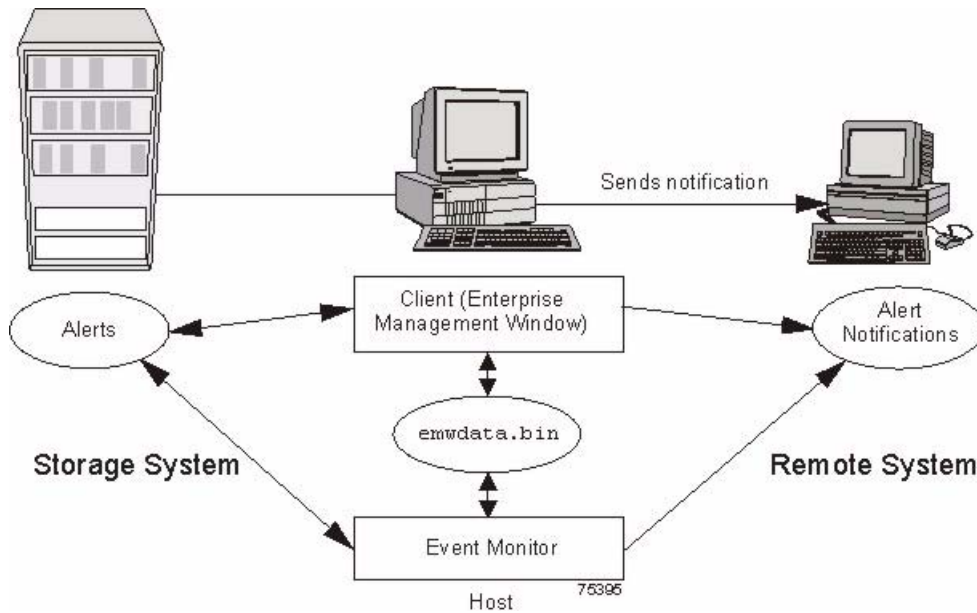 Sends notification
Client (Enterprise
Management Window)
Alerts
Alert
Notifications
emwdata.bin
Storage System
Remote System
Event Monitor
75395
Host